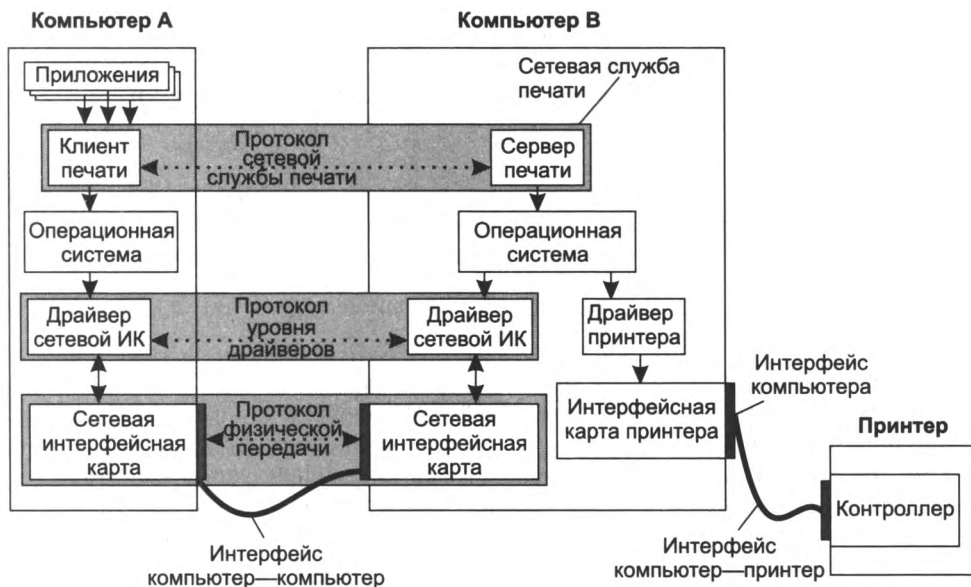 Компьютер А
Компьютер В
Приложения
Сетевая служба
печати
Клиент
печати
Протокол
сетевой
службы печати
Сервер
печати
Операционная
система
Операционная
система
Драйвер
сетевой ИК
Протокол
уровня
драйверов
Драйвер
сетевой ИК
Драйвер
принтера
Интерфейс
компьютера
Сетевая
интерфейсная
карта
Протокол
физической
передачи
Сетевая
интерфейсная
карта
Интерфейсная
карта принтера
Принтер
Контроллер
Интерфейс
компьютер—компьютер
Интерфейс
компьютер—принтер